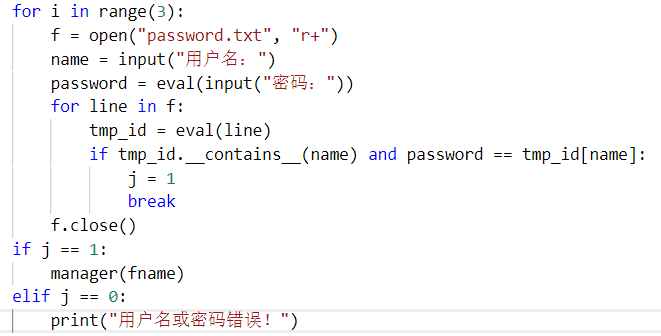 for i in range(3):
    f = open("password.txt", "r+")
    name = input("用户名：")
    password = eval(input("密码："))
    for line in f:
        tmp_id = eval(line)
        if tmp_id.__contains__(name) and password == tmp_id[name]:
            j = 1
            break
    f.close()
if j == 1:
    manager(fname)
elif j == 0:
    print("用户名或密码错误！")